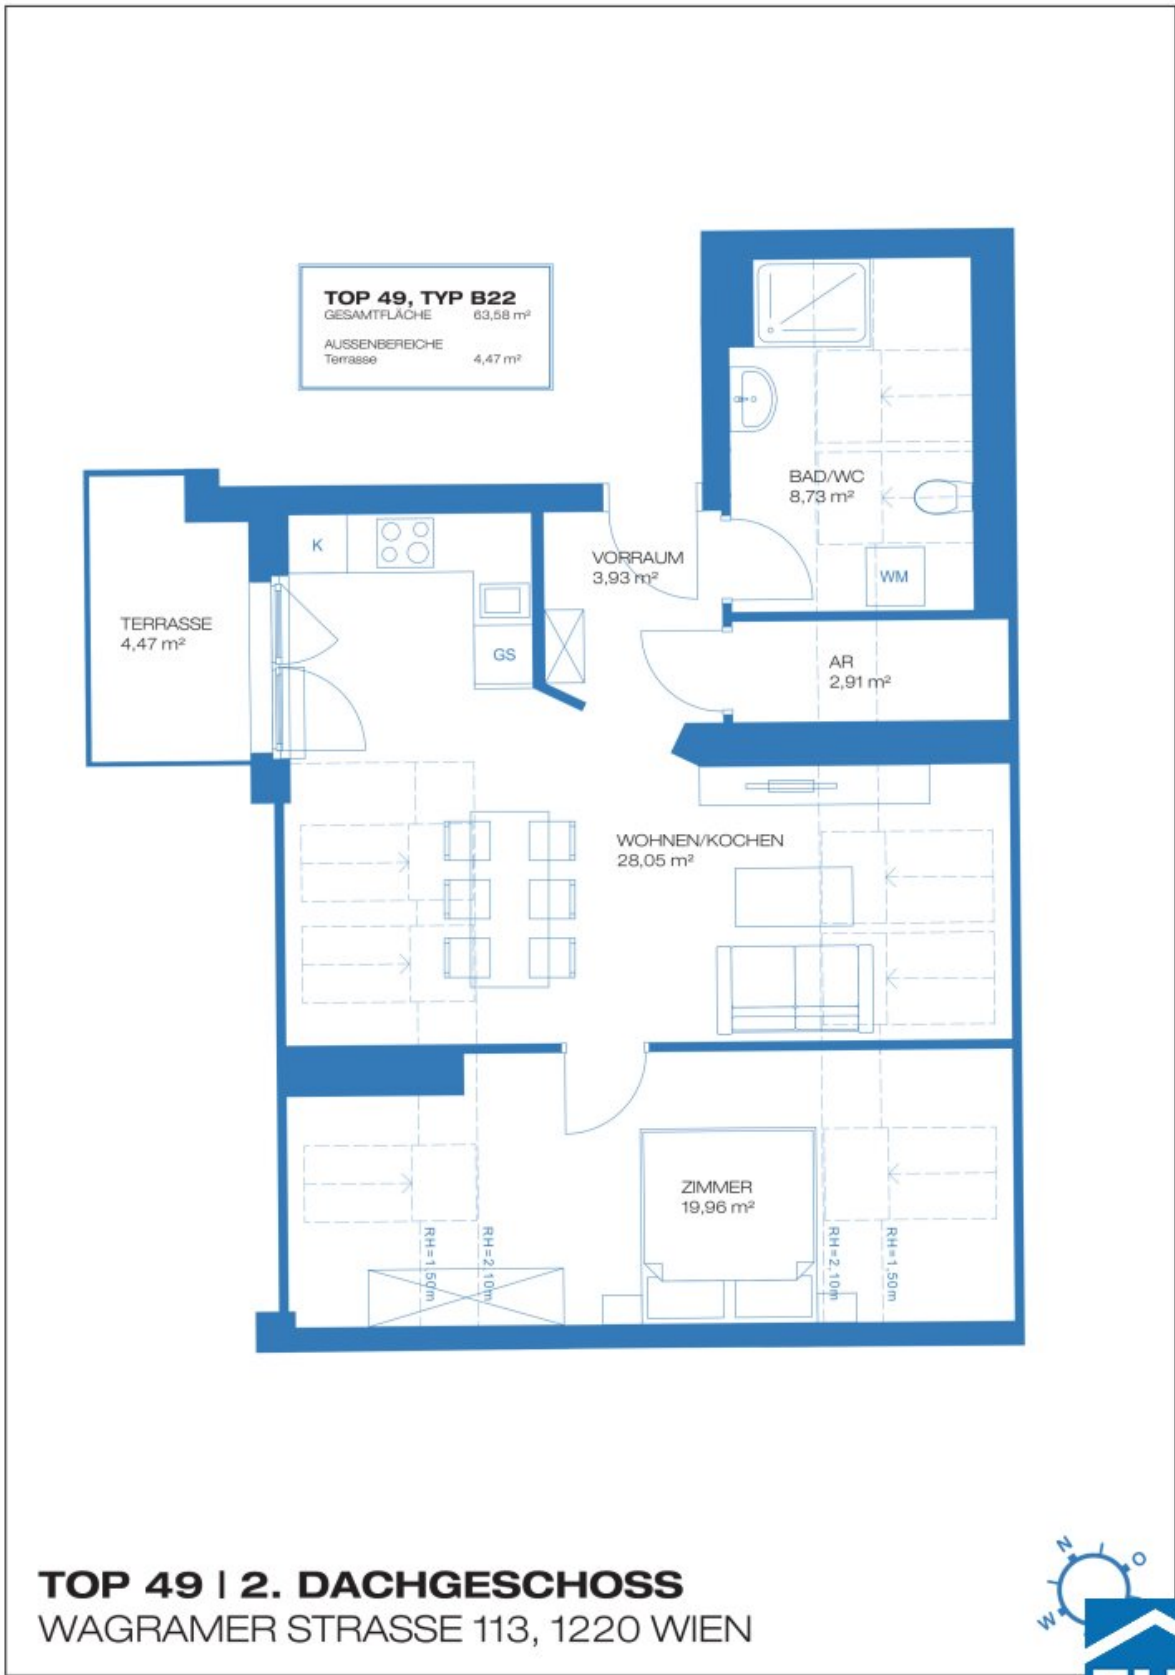 TOP 49, TYP B22
GESAMTFLÄCHE 63,58 m²
AUSSENBEREICHE
Terrasse 4,47 m²
BAD/WC
8,73 m²
VORRAUM
3,93 m²
K
WM
TERRASSE
4,47 m²
GS
AR
2,91 m²
WOHNEN/KOCHEN
28,05 m²
ZIMMER
19,96 m²
RH=1,50m
RH=2,10m
RH=2,10m
RH=1,50m
N
O
W
TOP 49 | 2. DACHGESCHOSS
WAGRAMER STRASSE 113, 1220 WIEN